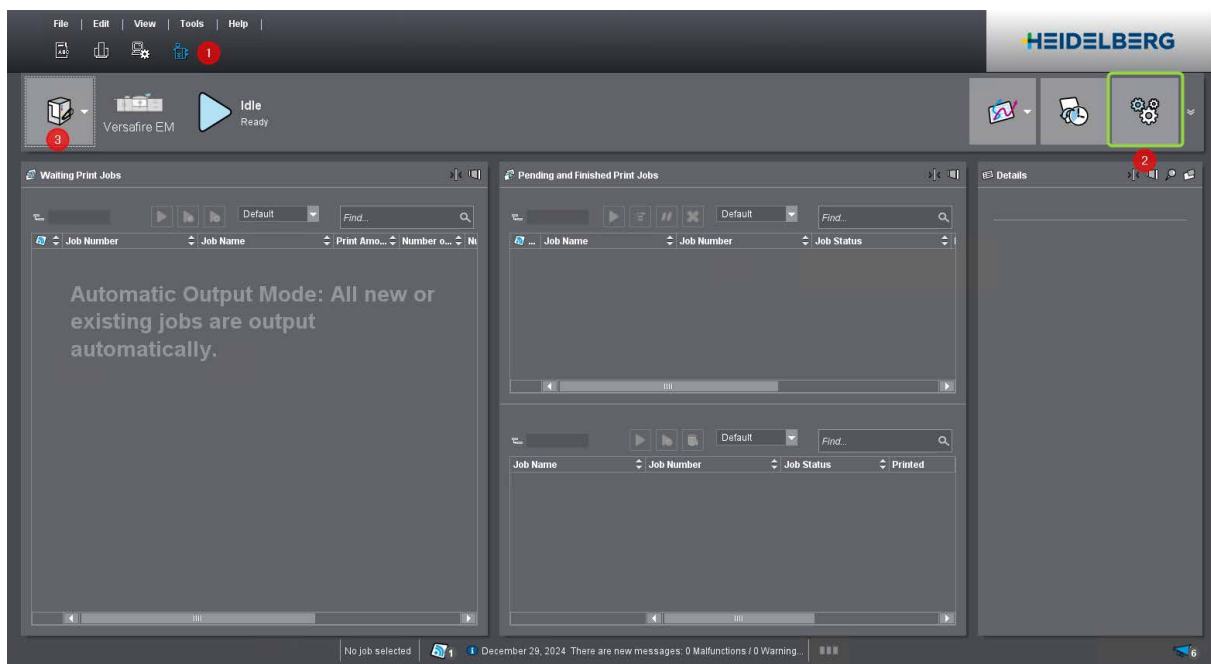 File | Edit | View | Tools | Help |
ABC
1
HEIDELBERG
3
Versafire EM
Idle
Ready
2
Waiting Print Jobs
Default
Find...
Job Number Job Name Print Amo... Number o... Nu
Automatic Output Mode: All new or
existing jobs are output
automatically.
Pending and Finished Print Jobs
Default
Find...
... Job Name Job Number Job Status
Default
Find...
Job Name Job Number Job Status Printed
Details
No job selected 1 December 29, 2024 There are new messages: 0 Malfunctions / 0 Warning... 6